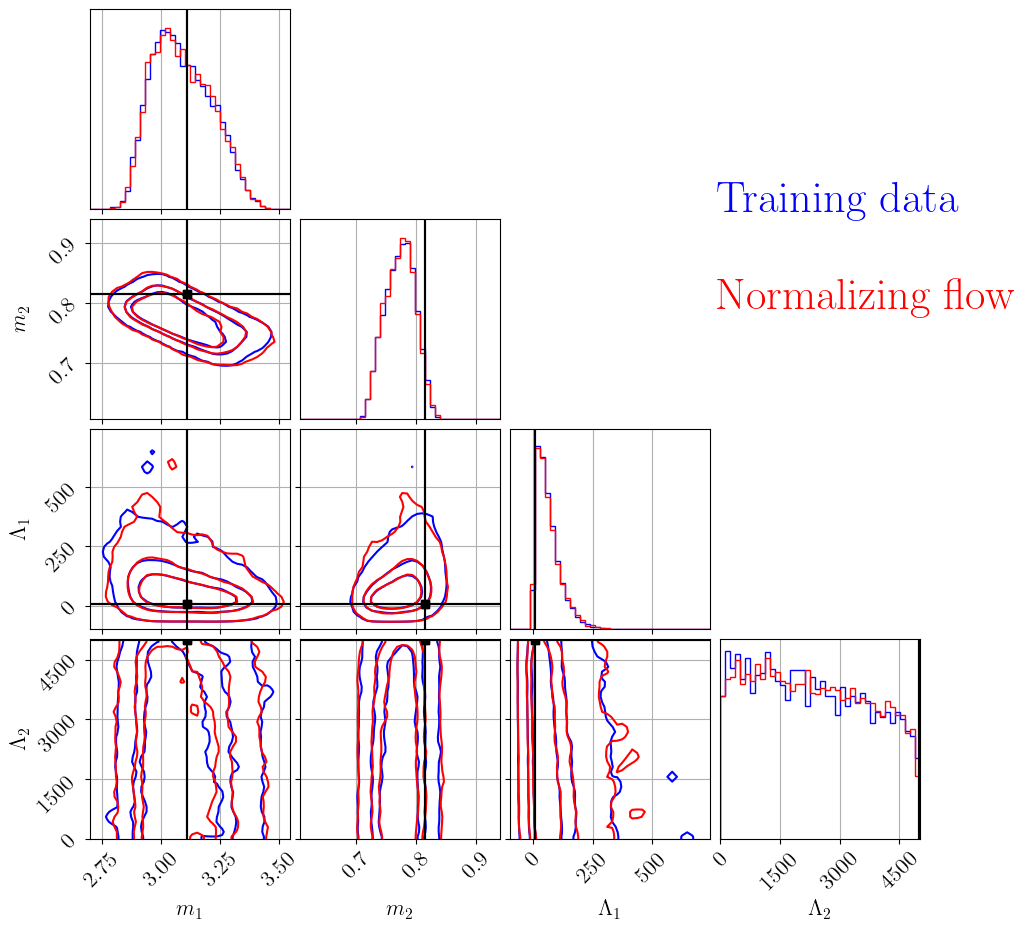 Training data
Normalizing flow
0.9
0.8
0.7
m₂
500
250
0
Λ₁
4500
3000
1500
0
Λ₂
2.75 3.00 3.25 3.50
m₁
0.7 0.8 0.9
m₂
0 250 500
Λ₁
0 1500 3000 4500
Λ₂